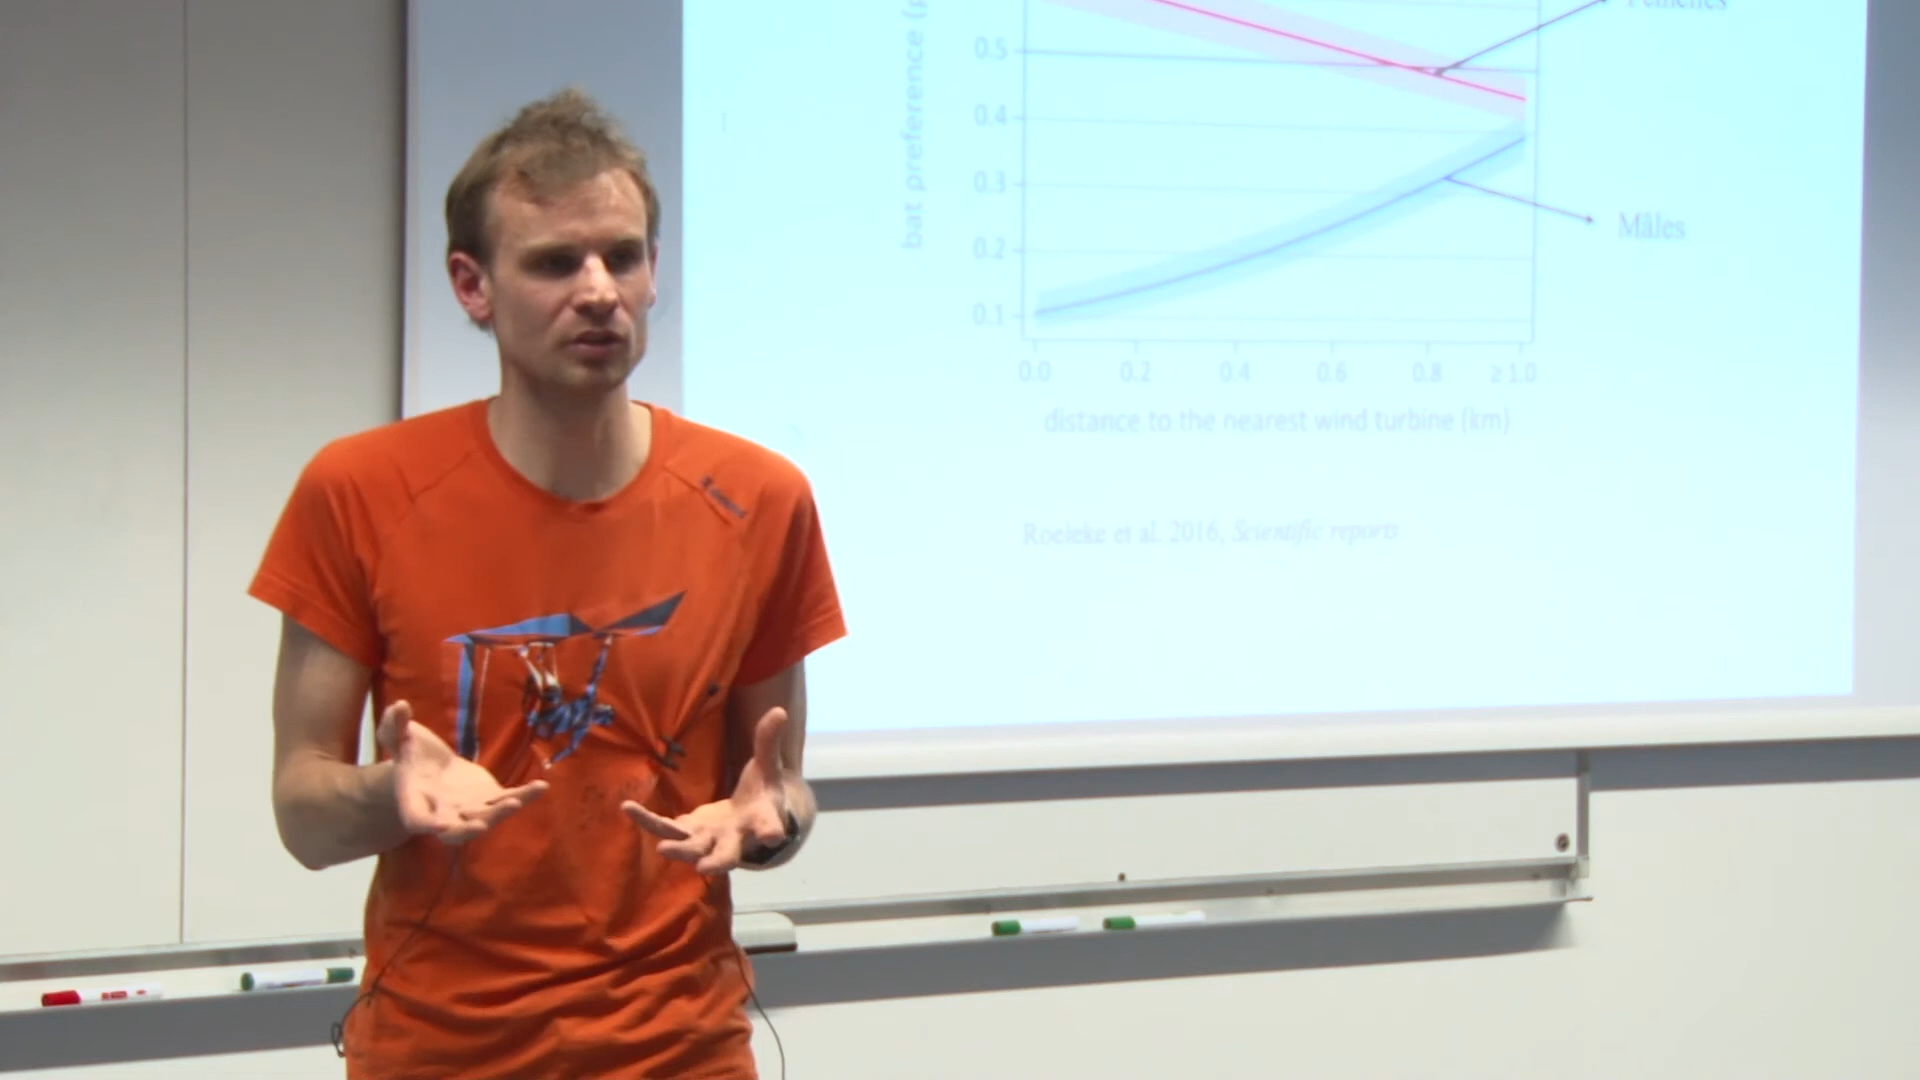 Femelles
0.5
bat preference
0.4
0.3
0.2
0.1
Mâles
0.0 0.2 0.4 0.6 0.8 ≥ 1.0
distance to the nearest wind turbine (km)
Roeleke et al. 2016, Scientific reports